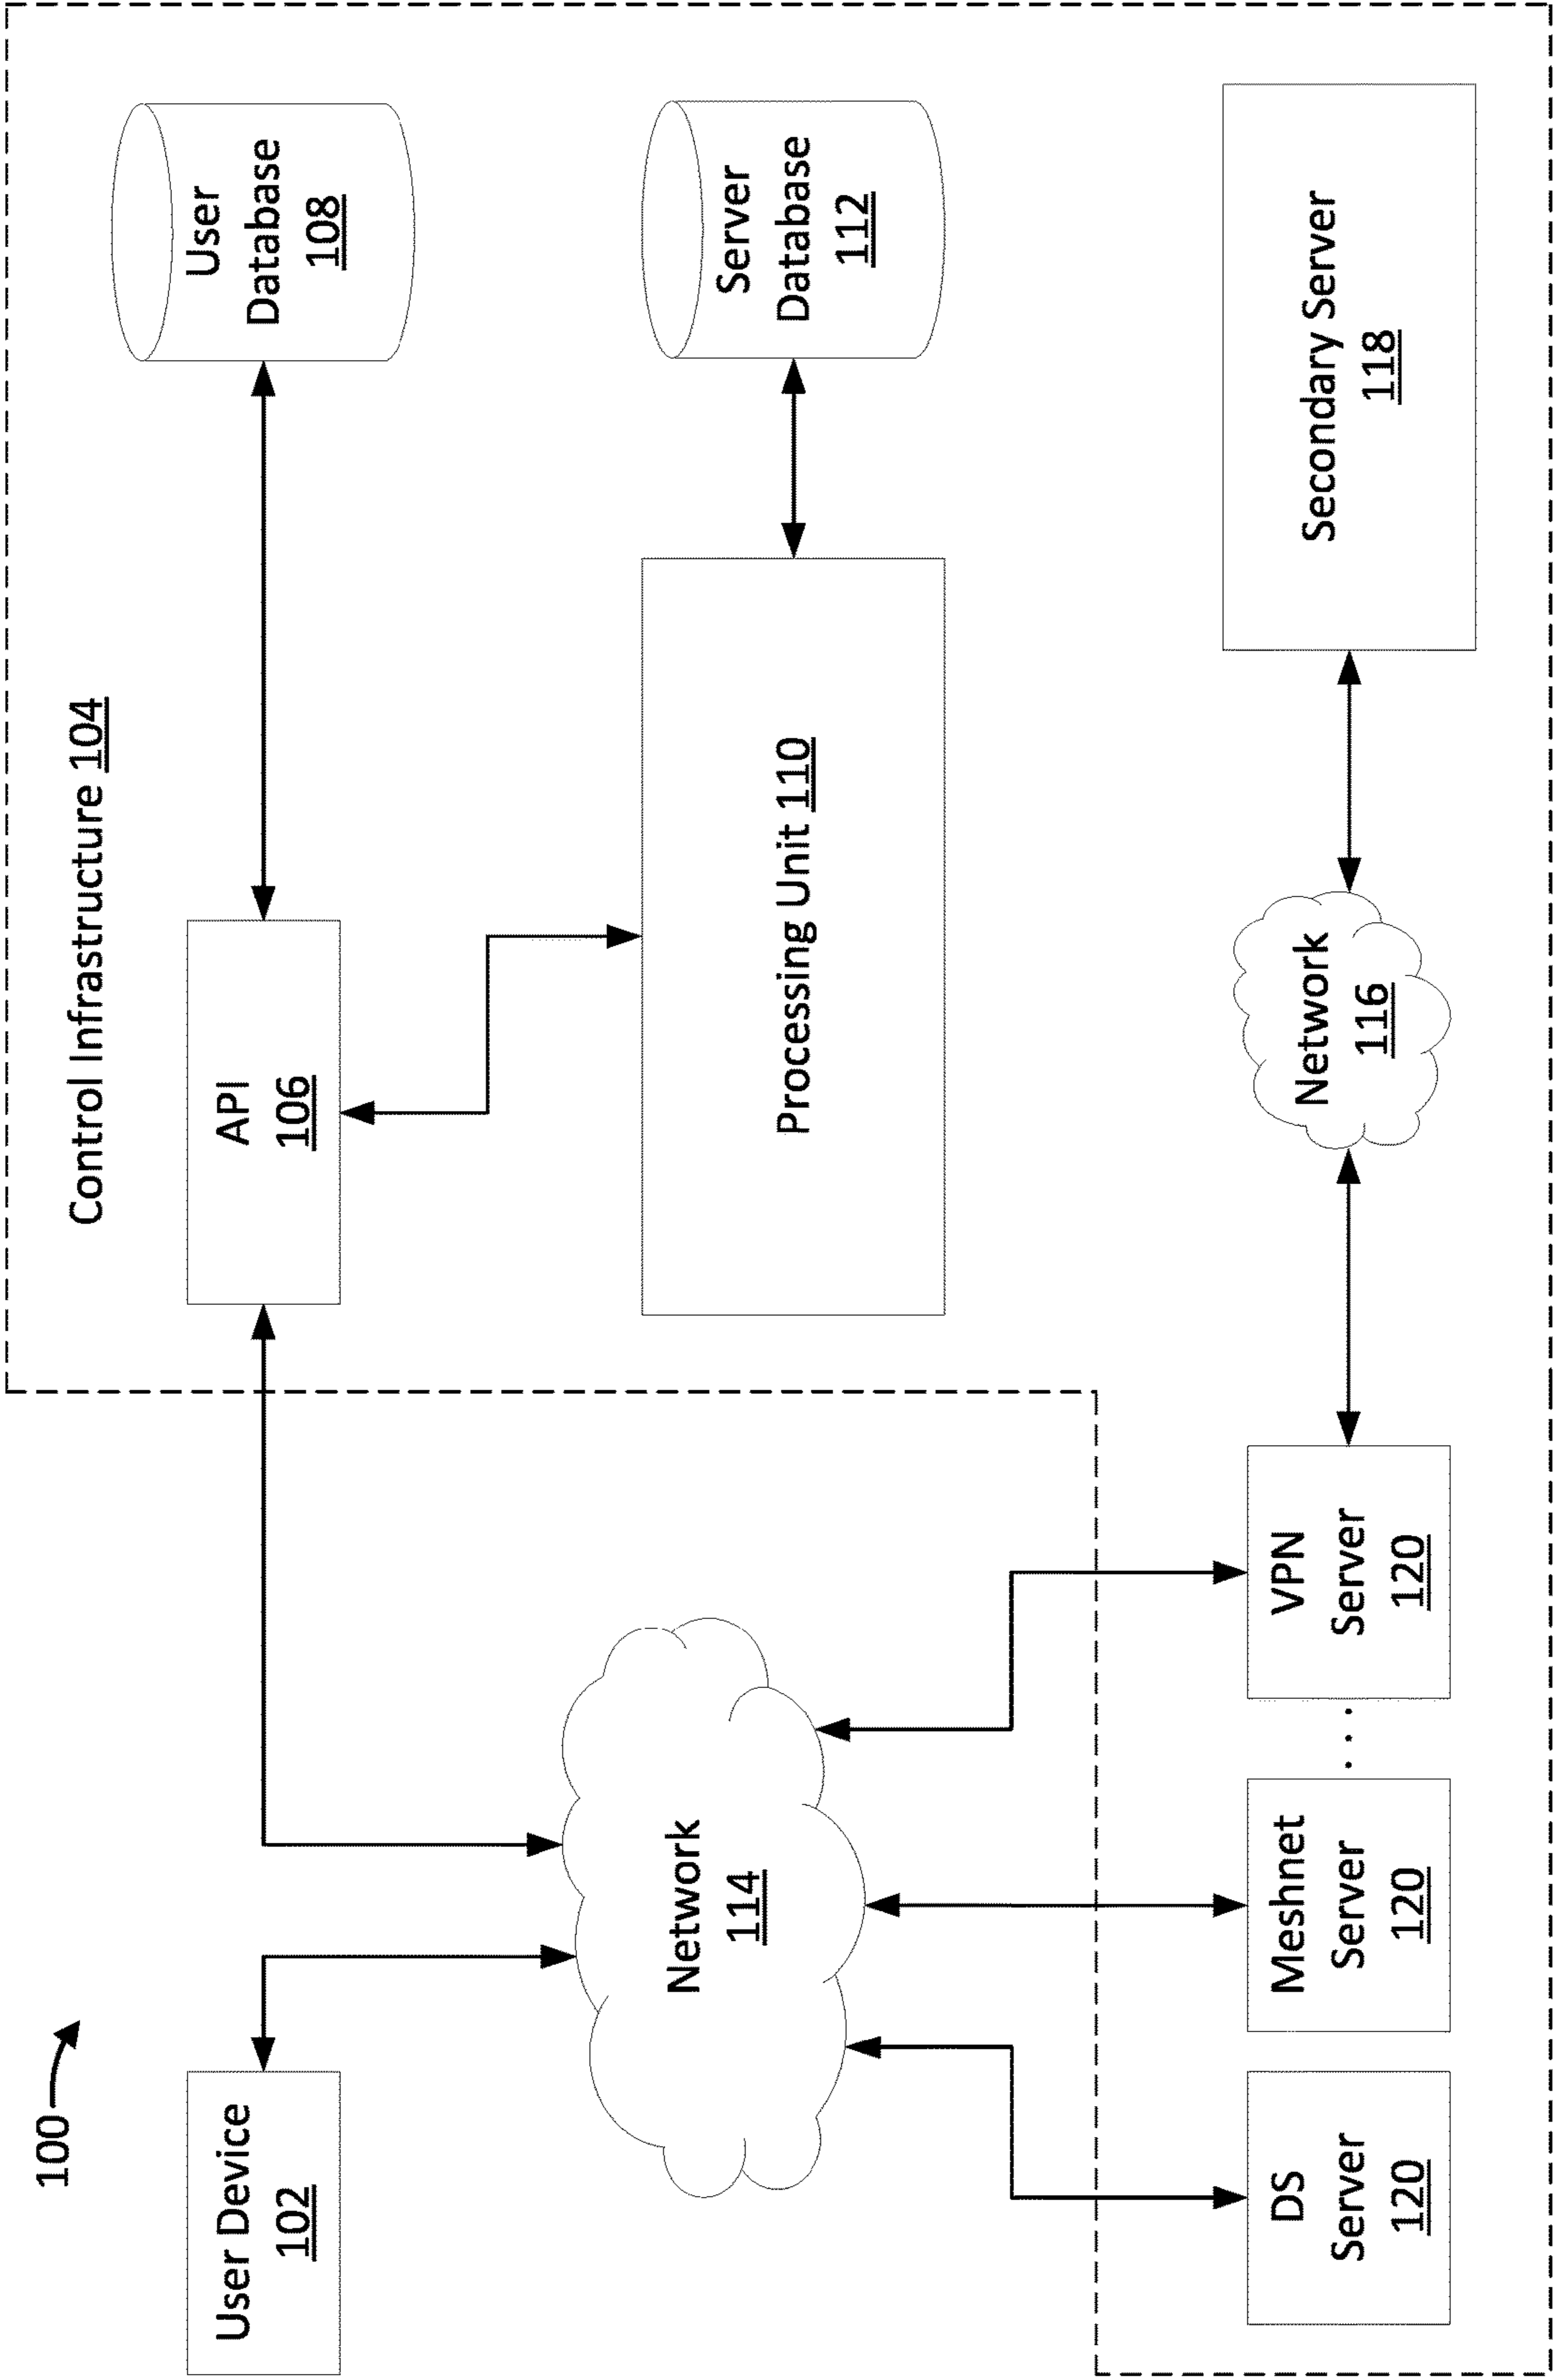 100
Control Infrastructure 104
User Device
102
API
106
User
Database
108
Network
114
Processing Unit 110
Server
Database
112
DS
Server
120
Meshnet
Server
120
...
VPN
Server
120
Network
116
Secondary Server
118